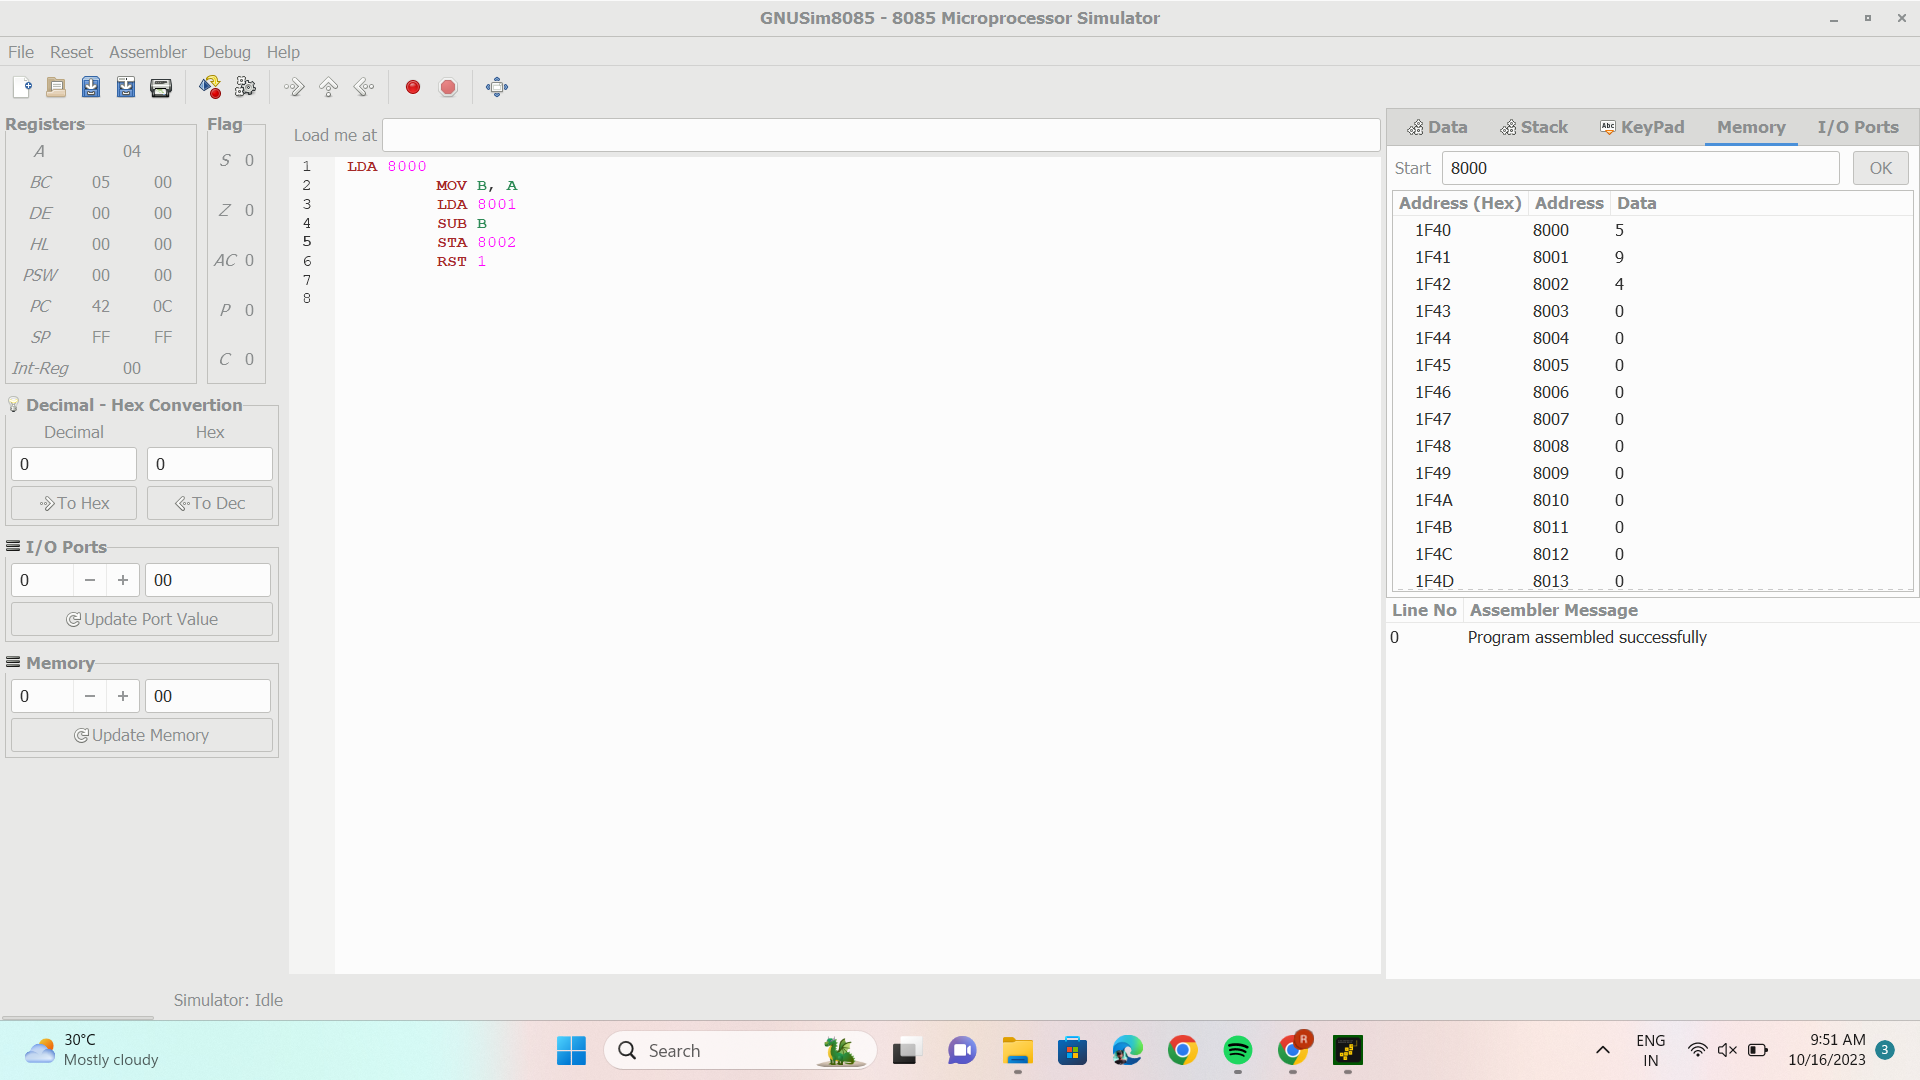 GNUSim8085 - 8085 Microprocessor Simulator
File Reset Assembler Debug Help
Registers
A 04
BC 05 00
DE 00 00
HL 00 00
PSW 00 00
PC 42 0C
SP FF FF
Int-Reg 00
Flag
S 0
Z 0
AC 0
P 0
C 0
Decimal - Hex Convertion
Decimal Hex
0 0
To Hex To Dec
I/O Ports
0 − + 00
Update Port Value
Memory
0 − + 00
Update Memory
Load me at
1 LDA 8000
2 MOV B, A
3 LDA 8001
4 SUB B
5 STA 8002
6 RST 1
7
8
Data Stack Abc KeyPad Memory I/O Ports
Start 8000 OK
Address (Hex) Address Data
1F40 8000 5
1F41 8001 9
1F42 8002 4
1F43 8003 0
1F44 8004 0
1F45 8005 0
1F46 8006 0
1F47 8007 0
1F48 8008 0
1F49 8009 0
1F4A 8010 0
1F4B 8011 0
1F4C 8012 0
1F4D 8013 0
Line No Assembler Message
0 Program assembled successfully
Simulator: Idle
30°C
Mostly cloudy
Search
R
ENG
IN
9:51 AM
10/16/2023
3